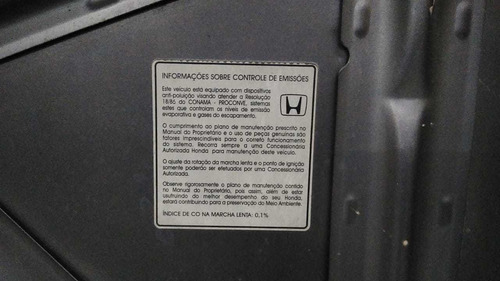 INFORMAÇÕES SOBRE CONTROLE DE EMISSÕES
Este veículo está equipado com dispositivos
anti-poluição visando atender a Resolução
18/86 do CONAMA - PROCONVE, sistemas
estes que controlam os níveis de emissão
evaporativa e gases do escapamento.
O cumprimento ao plano de manutenção prescrito no
Manual do Proprietário e o uso de peças genuínas são
fatores imprescindíveis para o correto funcionamento
do sistema. Recorra sempre a uma Concessionária
Autorizada Honda para manutenção deste veículo.
O ajuste da rotação da marcha lenta e o ponto de ignição
somente poderão ser efetuados por uma Concessionária
Autorizada.
Observe rigorosamente o plano de manutenção contido
no Manual do Proprietário, pois assim, além de estar
usufruindo do melhor desempenho do seu Honda,
estará contribuindo para a preservação do Meio Ambiente.
ÍNDICE DE CO NA MARCHA LENTA: 0,1%